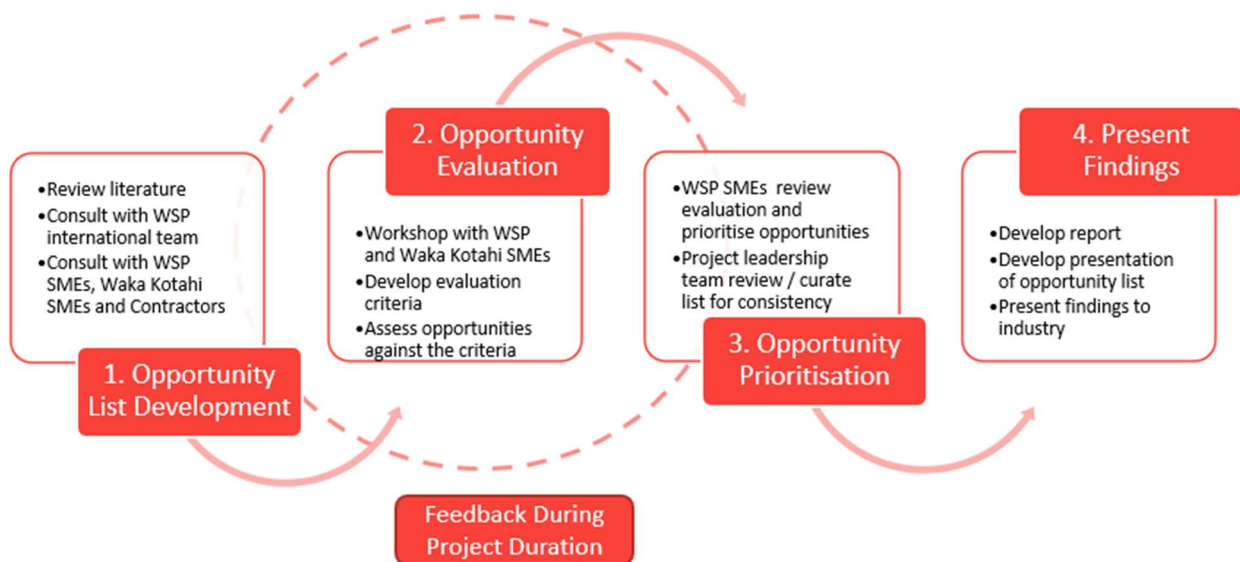 1. Opportunity
List Development
•Review literature
•Consult with WSP
international team
•Consult with WSP
SMEs, Waka Kotahi
SMEs and Contractors
2. Opportunity
Evaluation
•Workshop with WSP
and Waka Kotahi SMEs
•Develop evaluation
criteria
•Assess opportunities
against the criteria
3. Opportunity
Prioritisation
•WSP SMEs review
evaluation and
prioritise opportunities
•Project leadership
team review / curate
list for consistency
4. Present
Findings
•Develop report
•Develop presentation
of opportunity list
•Present findings to
industry
Feedback During
Project Duration